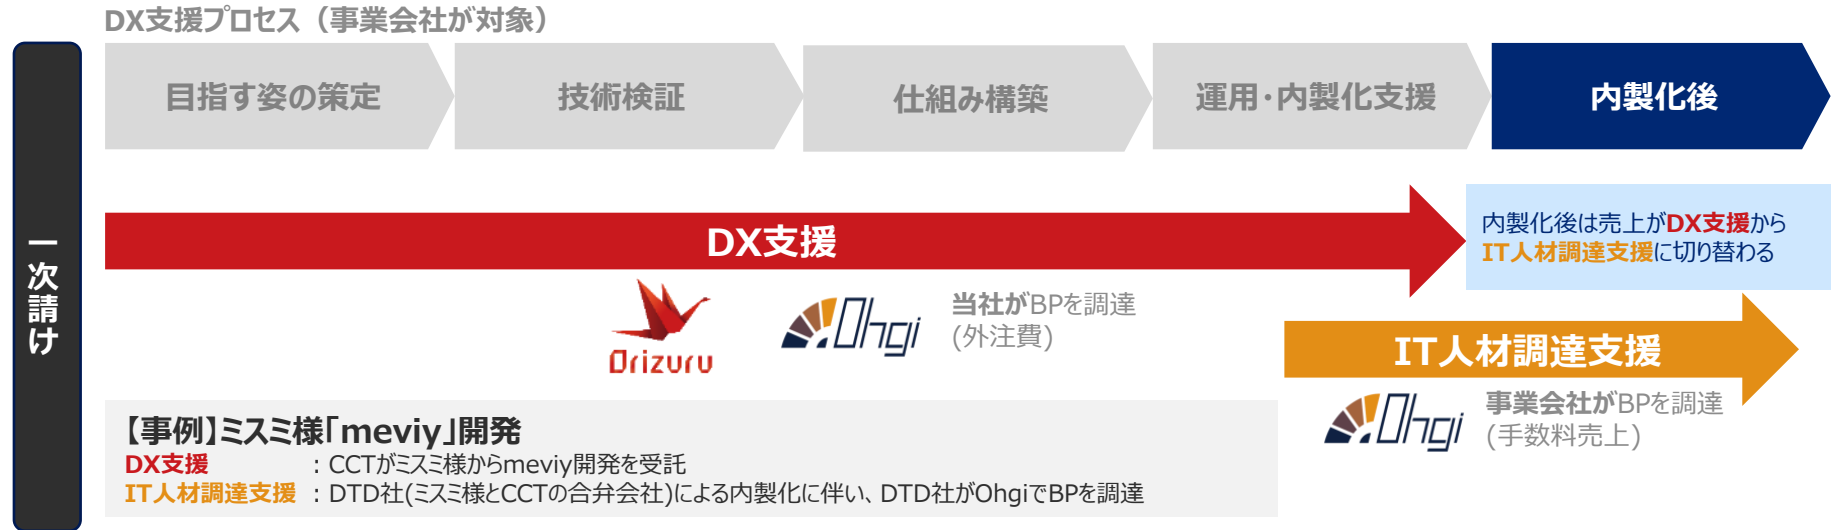 DX支援プロセス（事業会社が対象）
一次請け
目指す姿の策定
技術検証
仕組み構築
運用･内製化支援
内製化後
DX支援
内製化後は売上がDX支援から
IT人材調達支援に切り替わる
Orizuru
Ohgi
当社がBPを調達
(外注費)
IT人材調達支援
Ohgi
事業会社がBPを調達
(手数料売上)
【事例】ミスミ様｢meviy｣開発
DX支援 ：CCTがミスミ様からmeviy開発を受託
IT人材調達支援 ：DTD社(ミスミ様とCCTの合弁会社)による内製化に伴い、DTD社がOhgiでBPを調達